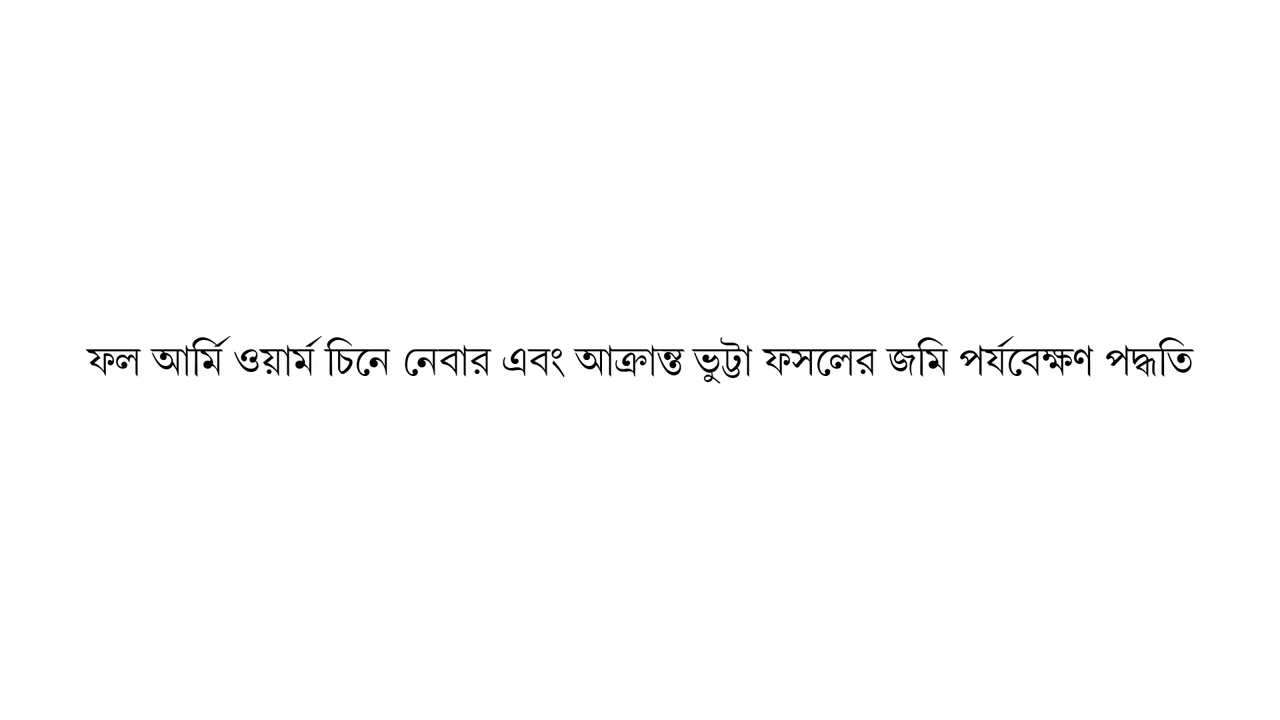 ফল আর্মি ওয়ার্ম চিনে নেবার এবং আক্রান্ত ভুট্টা ফসলের জমি পর্যবেক্ষণ পদ্ধতি